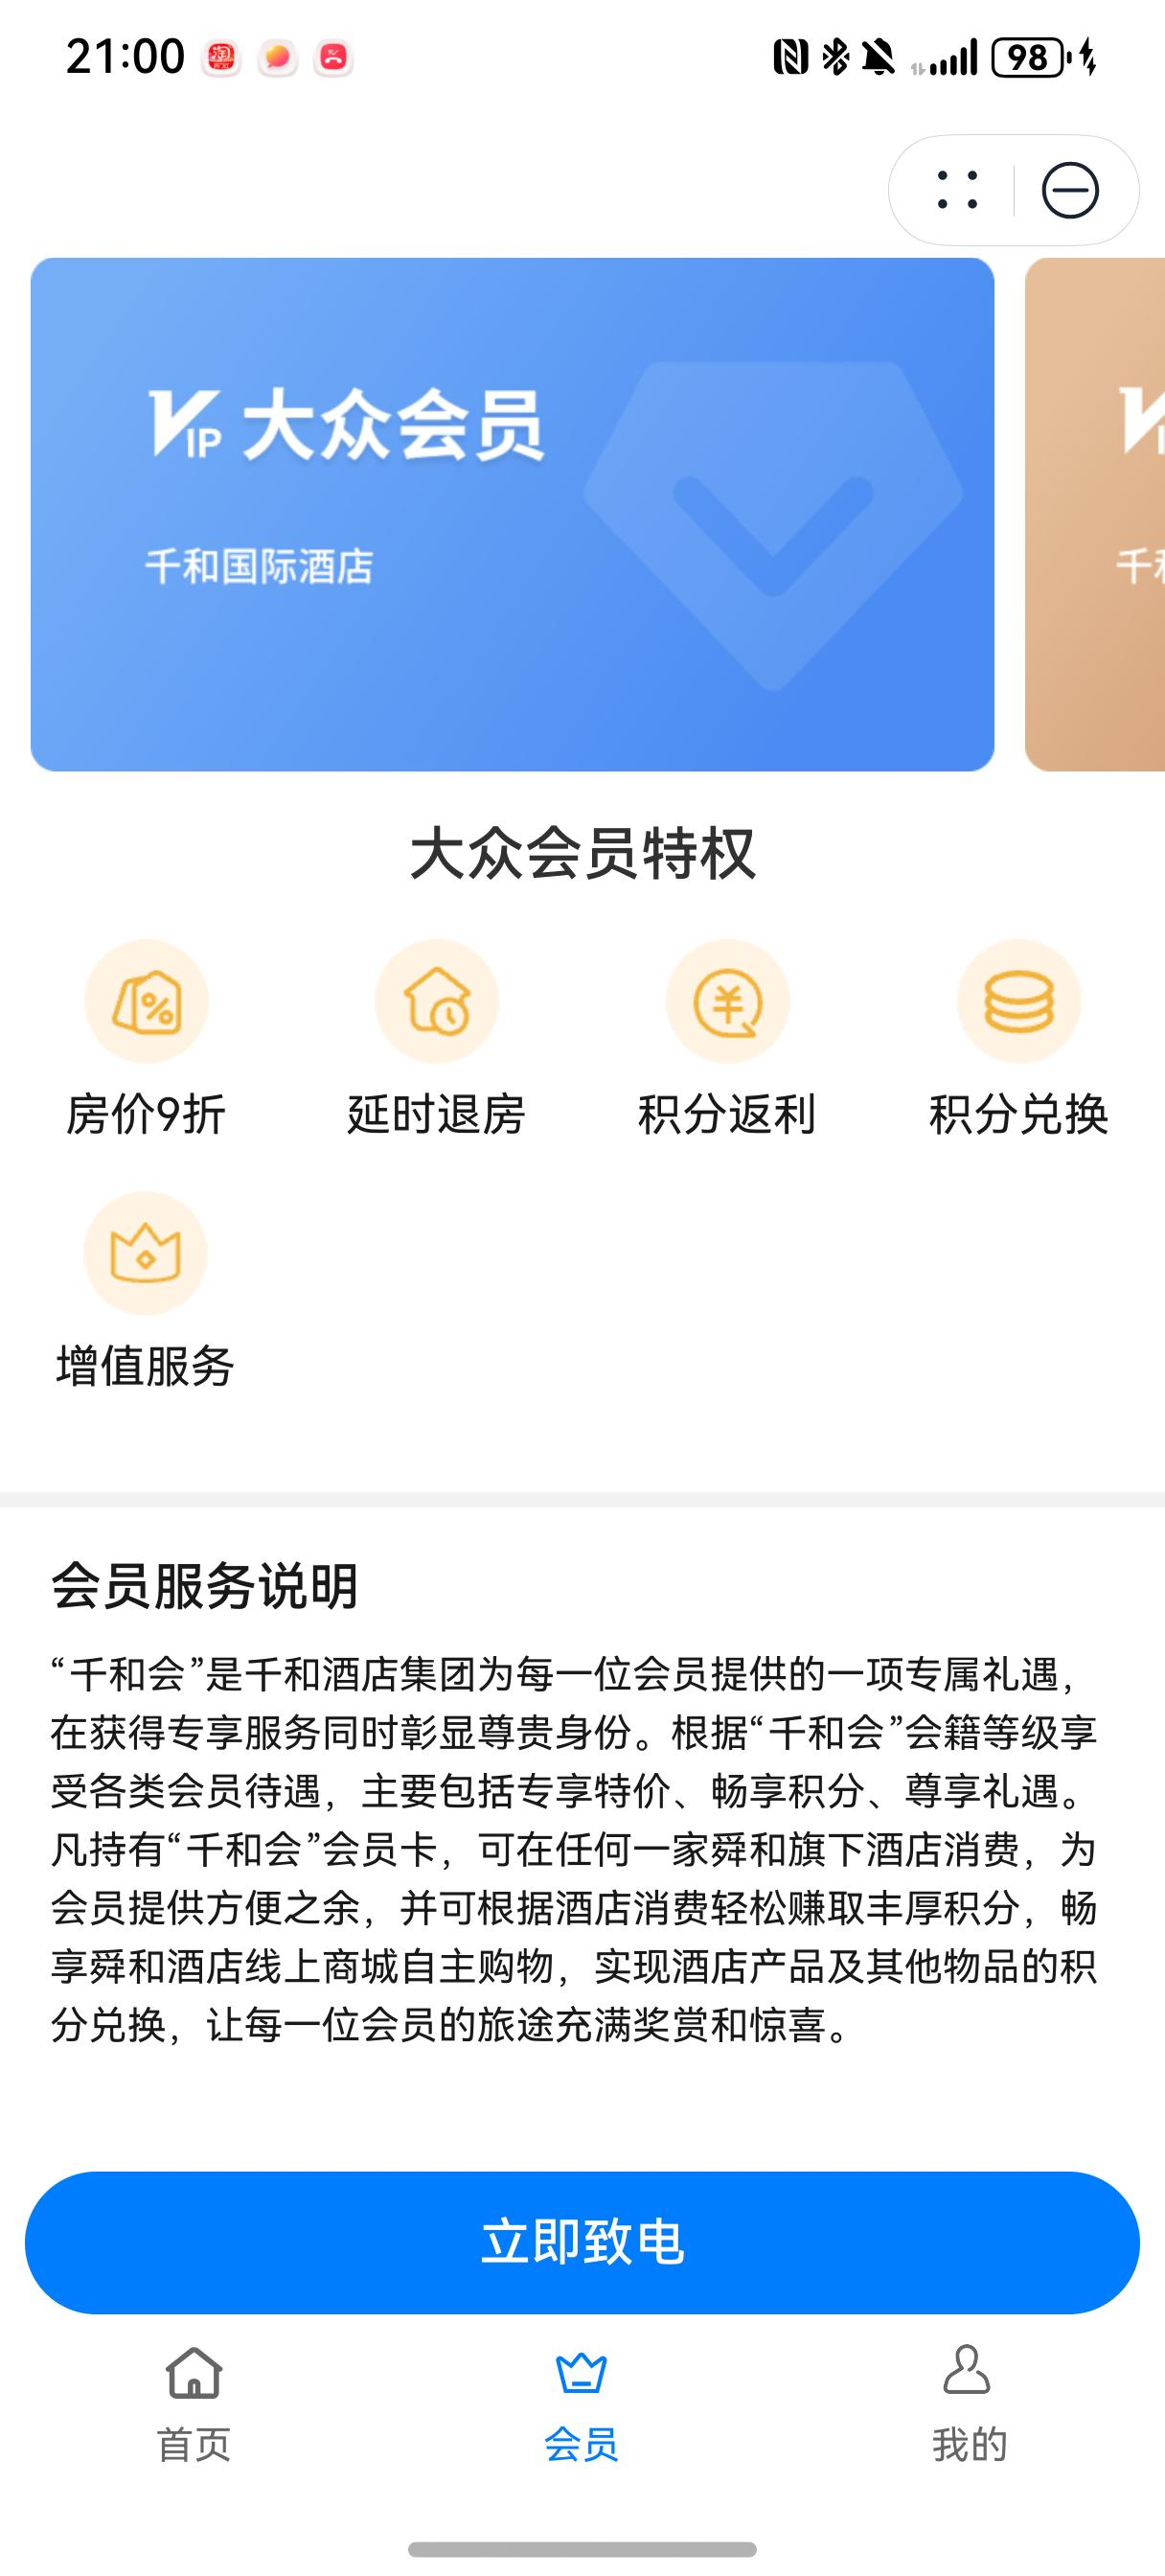 21:00
98
VIP 大众会员
千和国际酒店
大众会员特权
房价9折
延时退房
积分返利
积分兑换
增值服务
会员服务说明
“千和会”是千和酒店集团为每一位会员提供的一项专属礼遇，
在获得专享服务同时彰显尊贵身份。根据“千和会”会籍等级享
受各类会员待遇，主要包括专享特价、畅享积分、尊享礼遇。
凡持有“千和会”会员卡，可在任何一家舜和旗下酒店消费，为
会员提供方便之余，并可根据酒店消费轻松赚取丰厚积分，畅
享舜和酒店线上商城自主购物，实现酒店产品及其他物品的积
分兑换，让每一位会员的旅途充满奖赏和惊喜。
立即致电
首页
会员
我的